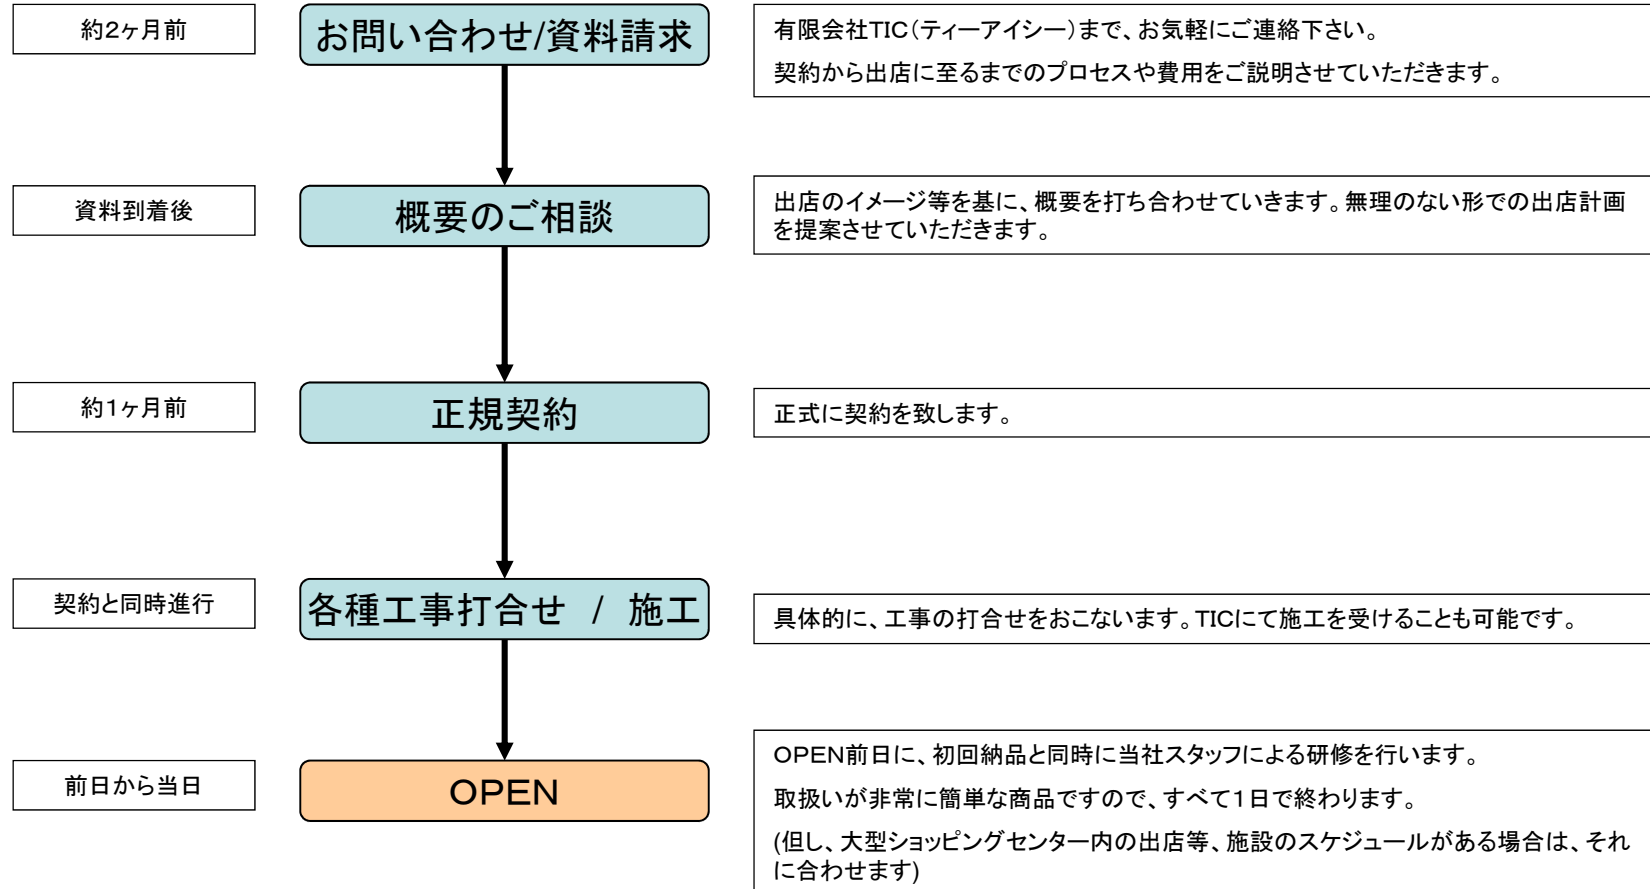 約2ヶ月前
お問い合わせ/資料請求
有限会社TIC(ティーアイシー)まで、お気軽にご連絡下さい。
契約から出店に至るまでのプロセスや費用をご説明させていただきます。
資料到着後
概要のご相談
出店のイメージ等を基に、概要を打ち合わせていきます。無理のない形での出店計画
を提案させていただきます。
約1ヶ月前
正規契約
正式に契約を致します。
契約と同時進行
各種工事打合せ / 施工
具体的に、工事の打合せをおこないます。TICにて施工を受けることも可能です。
前日から当日
OPEN
OPEN前日に、初回納品と同時に当社スタッフによる研修を行います。
取扱いが非常に簡単な商品ですので、すべて1日で終わります。
(但し、大型ショッピングセンター内の出店等、施設のスケジュールがある場合は、それ
に合わせます)